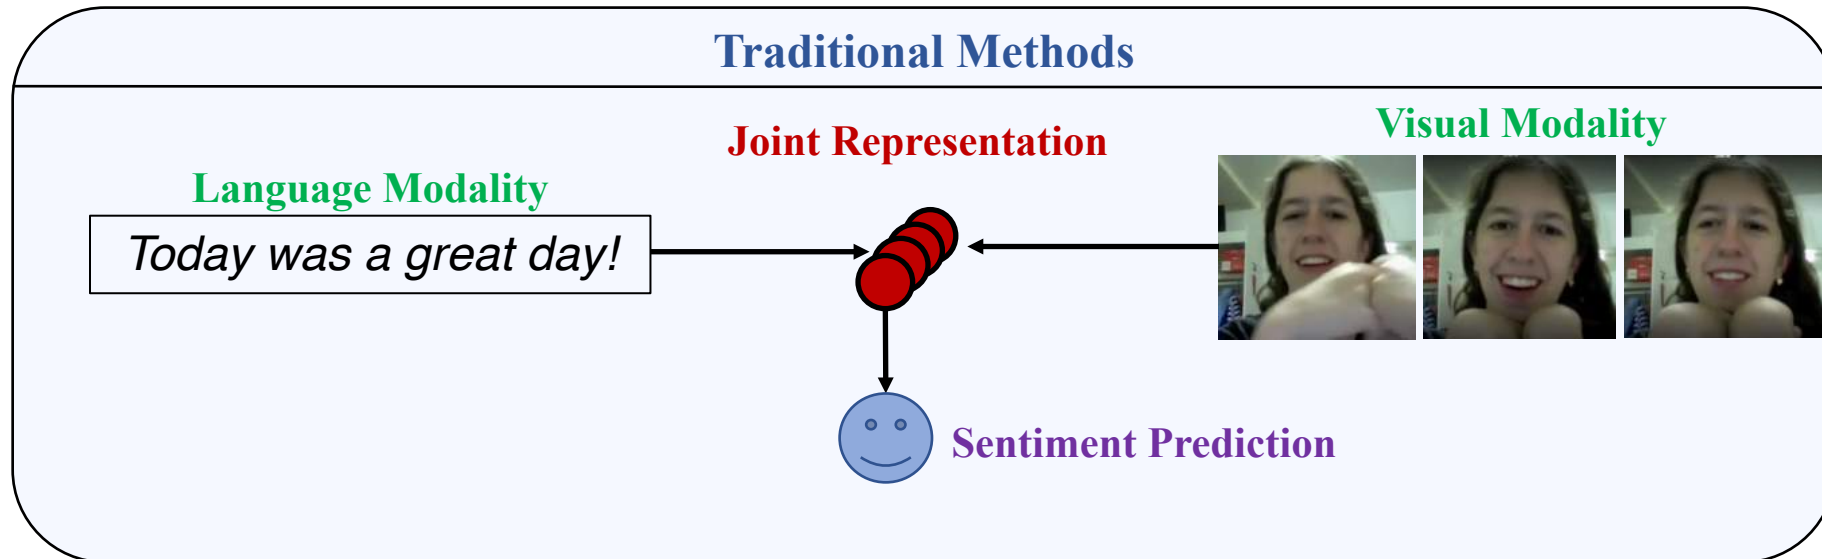 Traditional Methods
Joint Representation
Visual Modality
Language Modality
Today was a great day!
Sentiment Prediction